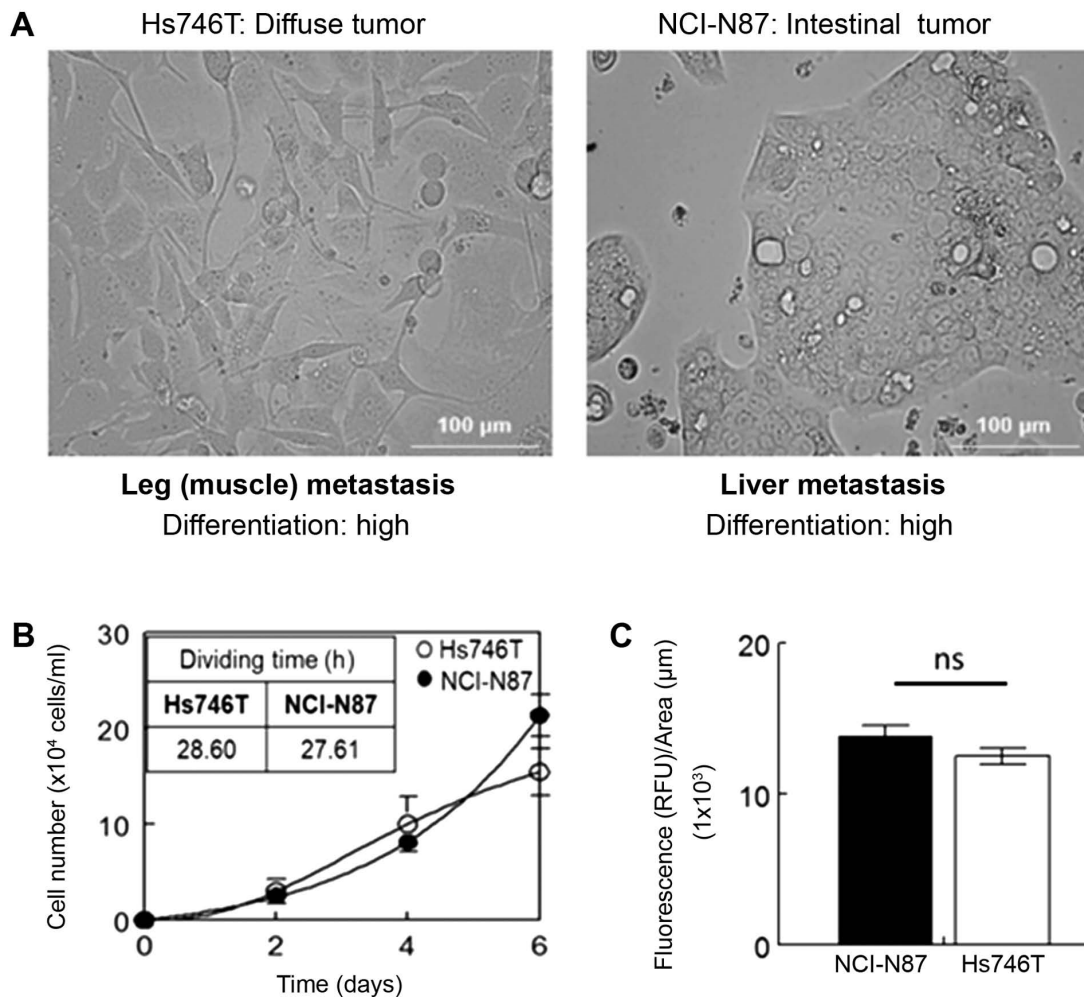 A
Hs746T: Diffuse tumor
NCI-N87: Intestinal tumor
100 µm
100 µm
Leg (muscle) metastasis
Differentiation: high
Liver metastasis
Differentiation: high
B
Cell number (x10⁴ cells/ml)
30
20
10
0
Dividing time (h)
Hs746T NCI-N87
28.60 27.61
Hs746T
NCI-N87
0 2 4 6
Time (days)
C
Fluorescence (RFU)/Area (µm)
(1x10³)
20
10
0
ns
NCI-N87 Hs746T